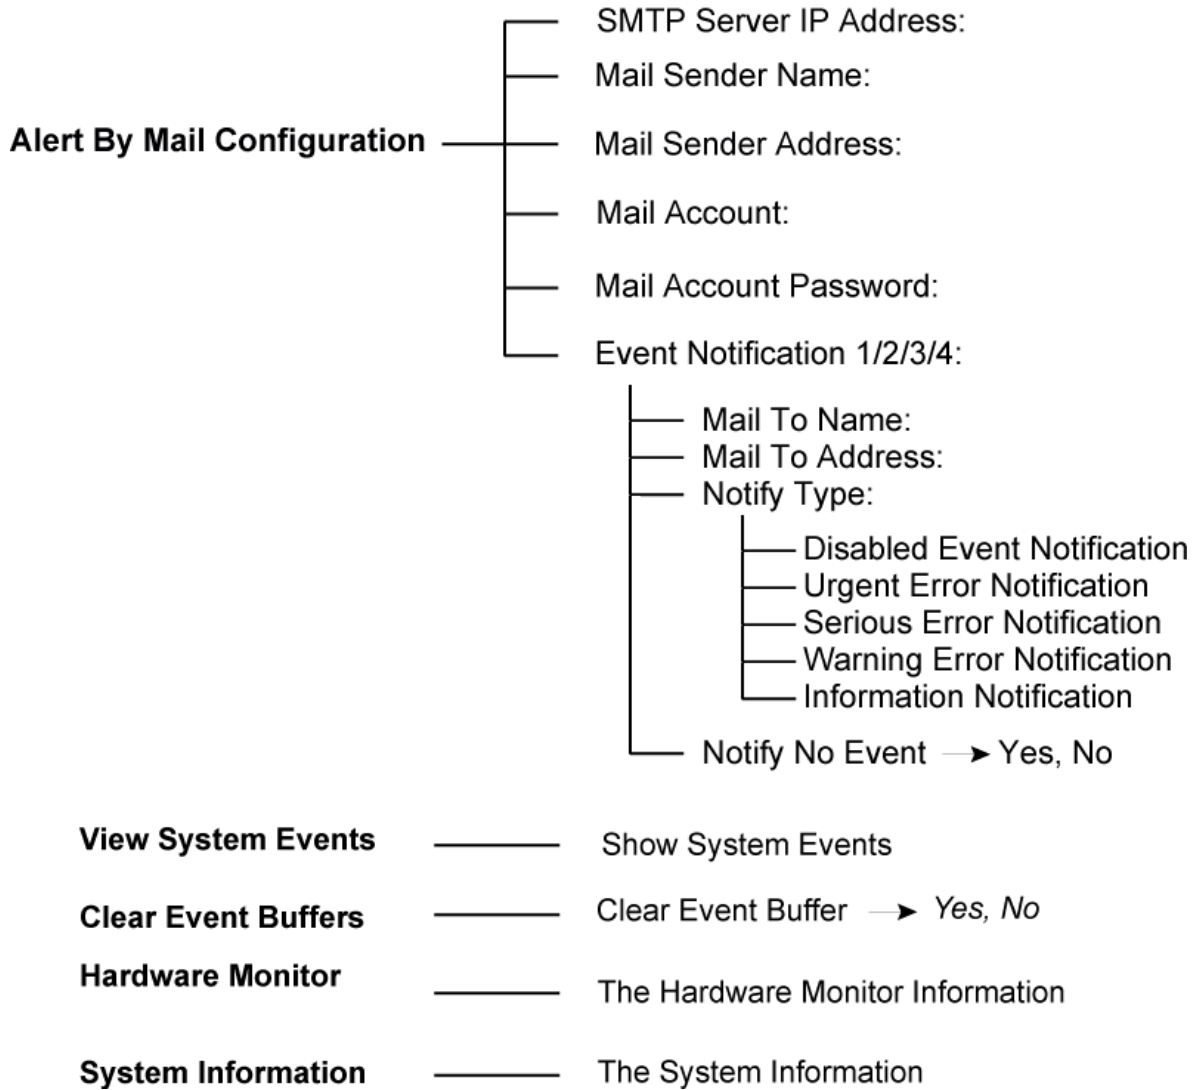 SMTP Server IP Address:
Mail Sender Name:
Alert By Mail Configuration
Mail Sender Address:
Mail Account:
Mail Account Password:
Event Notification 1/2/3/4:
Mail To Name:
Mail To Address:
Notify Type:
Disabled Event Notification
Urgent Error Notification
Serious Error Notification
Warning Error Notification
Information Notification
Notify No Event Yes, No
View System Events Show System Events
Clear Event Buffers Clear Event Buffer Yes, No
Hardware Monitor The Hardware Monitor Information
System Information The System Information